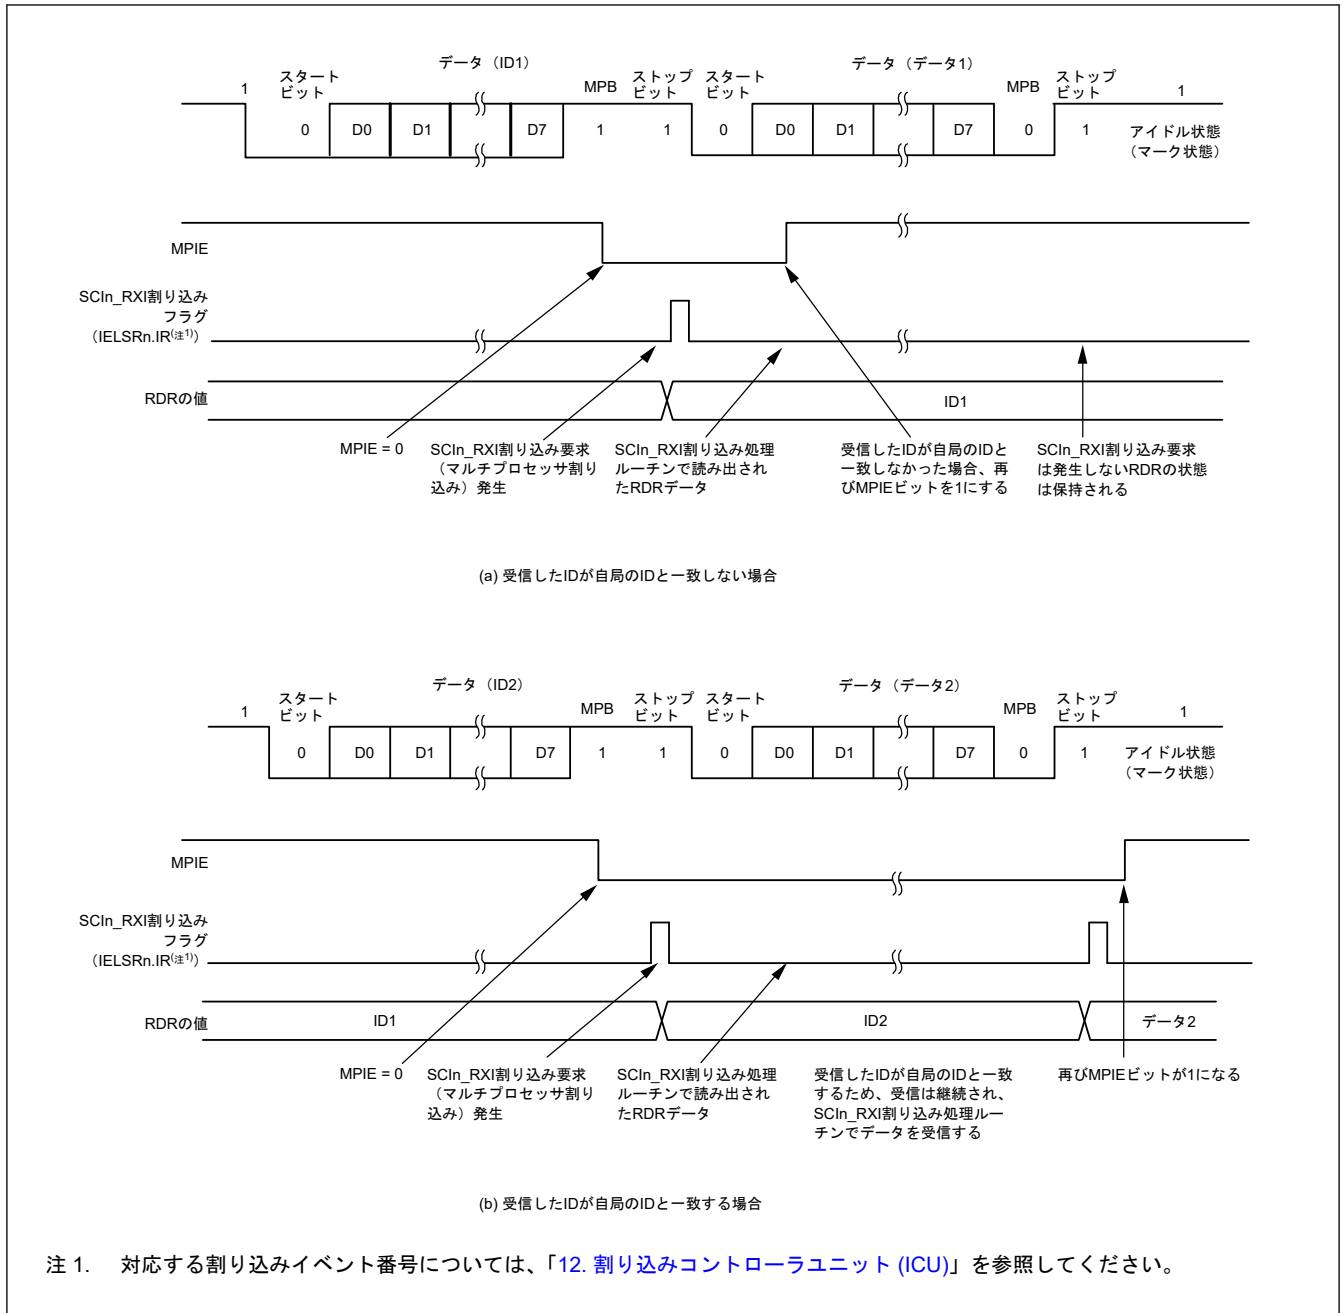 データ（ID1）
データ（データ1）
スタート
ビット
MPB
ストップ
ビット
スタート
ビット
MPB
ストップ
ビット
1
1
0
D0
D1
D7
1
1
0
D0
D1
D7
0
1
アイドル状態
（マーク状態）
MPIE
SCIn_RXI割り込み
フラグ
（IELSRn.IR(注1)）
RDRの値
ID1
MPIE = 0
SCIn_RXI割り込み要求
（マルチプロセッサ割り
込み）発生
SCIn_RXI割り込み処理
ルーチンで読み出され
たRDRデータ
受信したIDが自局のIDと
一致しなかった場合、再
びMPIEビットを1にする
SCIn_RXI割り込み要求
は発生しないRDRの状態
は保持される
(a) 受信したIDが自局のIDと一致しない場合
データ（ID2）
データ（データ2）
スタート
ビット
MPB
ストップ
ビット
スタート
ビット
MPB
ストップ
ビット
1
1
0
D0
D1
D7
1
1
0
D0
D1
D7
0
1
アイドル状態
（マーク状態）
MPIE
SCIn_RXI割り込み
フラグ
（IELSRn.IR(注1)）
RDRの値
ID1
ID2
データ2
MPIE = 0
SCIn_RXI割り込み要求
（マルチプロセッサ割り
込み）発生
SCIn_RXI割り込み処理
ルーチンで読み出され
たRDRデータ
受信したIDが自局のIDと一致
するため、受信は継続され、
SCIn_RXI割り込み処理ルー
チンでデータを受信する
再びMPIEビットが1になる
(b) 受信したIDが自局のIDと一致する場合
注 1. 対応する割り込みイベント番号については、「12. 割り込みコントローラユニット (ICU)」を参照してください。